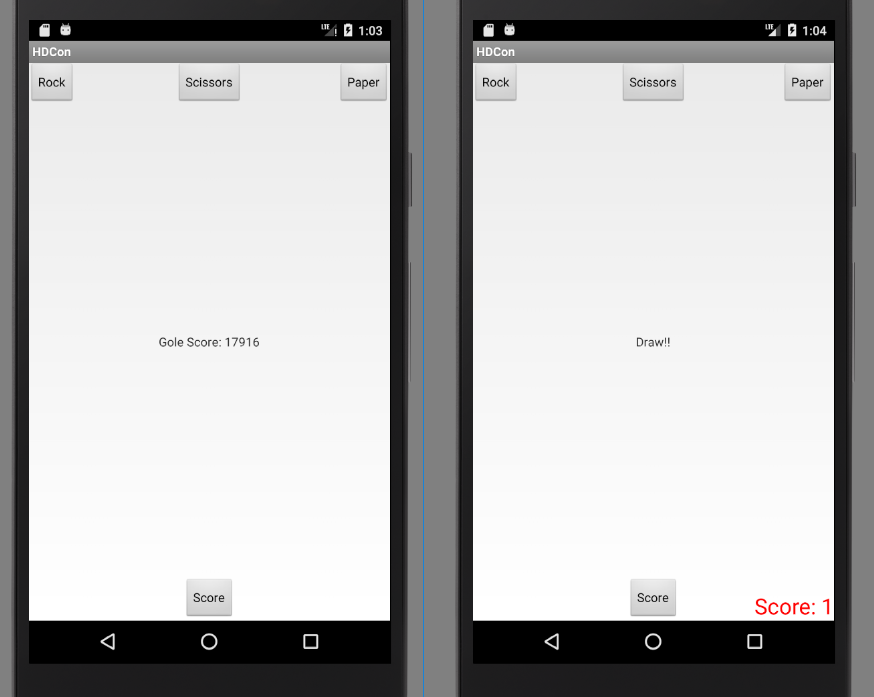 LTE 1:03
HDCon
Rock Scissors Paper
Gole Score: 17916
Score
LTE 1:04
HDCon
Rock Scissors Paper
Draw!!
Score
Score: 1